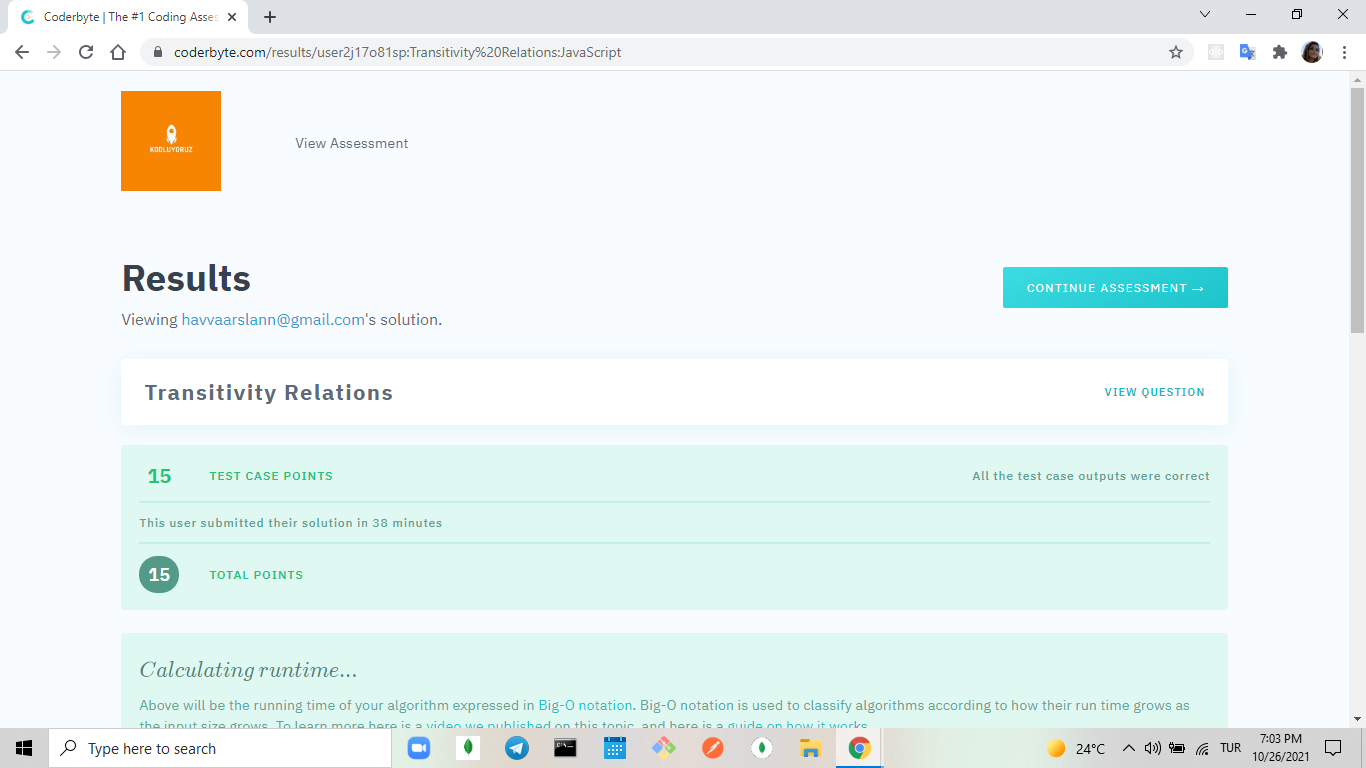 Coderbyte | The #1 Coding Asses
coderbyte.com/results/user2j17o81sp:Transitivity%20Relations:JavaScript
KODLUYORUZ
View Assessment
Results
CONTINUE ASSESSMENT →
Viewing havvaarslann@gmail.com's solution.
Transitivity Relations
VIEW QUESTION
15 TEST CASE POINTS
All the test case outputs were correct
This user submitted their solution in 38 minutes
15 TOTAL POINTS
Calculating runtime...
Above will be the running time of your algorithm expressed in Big-O notation. Big-O notation is used to classify algorithms according to how their run time grows as
the input size grows. To learn more here is a video we published on this topic, and here is a guide on how it works.
Type here to search
24°C
TUR
7:03 PM
10/26/2021